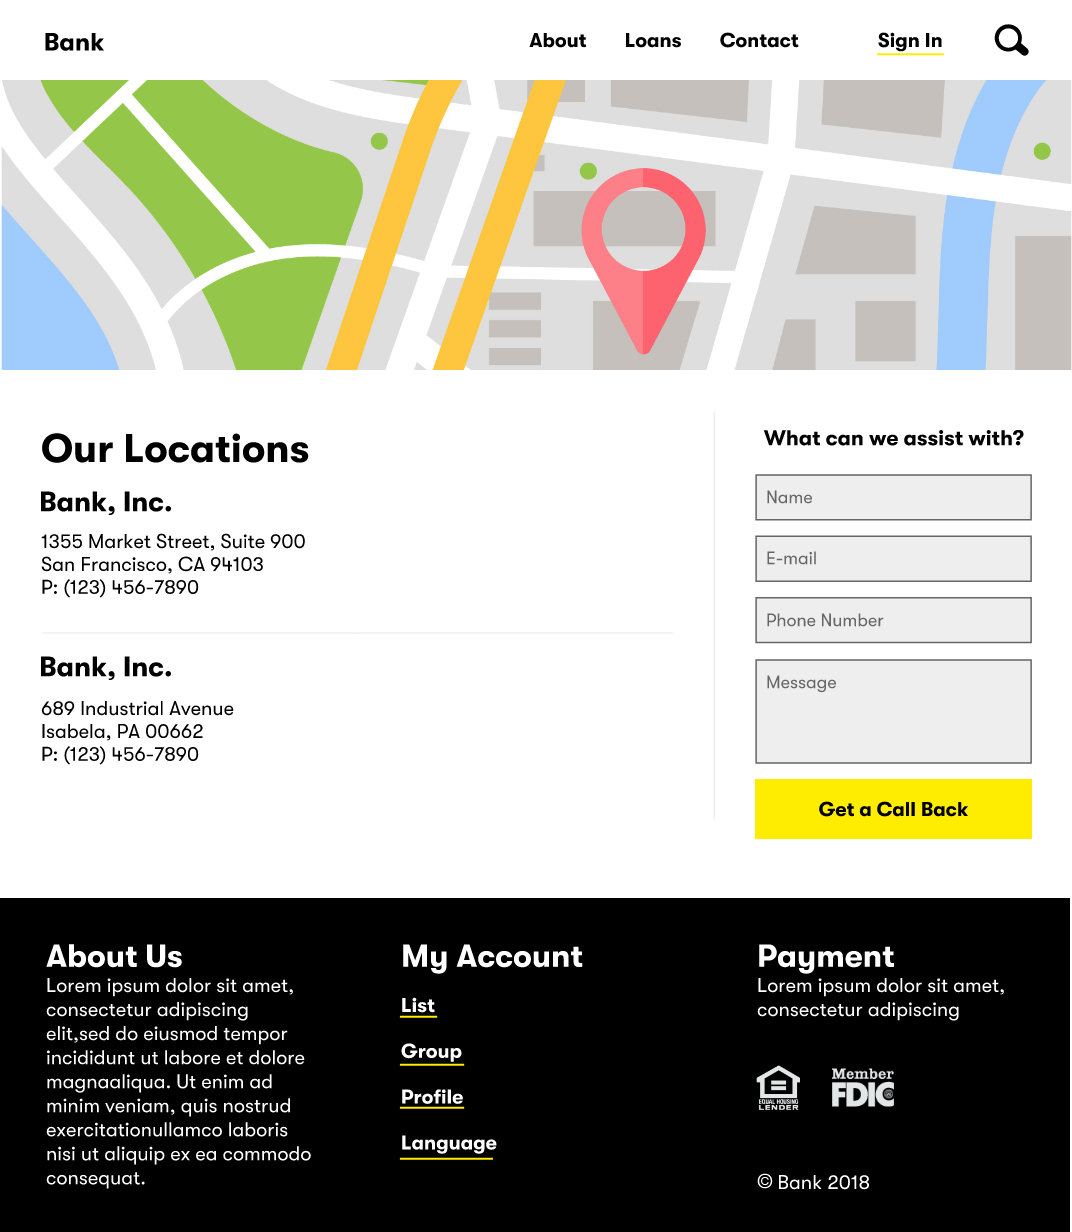 Bank
About
Loans
Contact
Sign In
Our Locations
Bank, Inc.
1355 Market Street, Suite 900
San Francisco, CA 94103
P: (123) 456-7890
Bank, Inc.
689 Industrial Avenue
Isabela, PA 00662
P: (123) 456-7890
What can we assist with?
Name
E-mail
Phone Number
Message
Get a Call Back
About Us
Lorem ipsum dolor sit amet,
consectetur adipiscing
elit,sed do eiusmod tempor
incididunt ut labore et dolore
magnaaliqua. Ut enim ad
minim veniam, quis nostrud
exercitationullamco laboris
nisi ut aliquip ex ea commodo
consequat.
My Account
List
Group
Profile
Language
Payment
Lorem ipsum dolor sit amet,
consectetur adipiscing
EQUAL HOUSING
LENDER
Member
FDIC
© Bank 2018